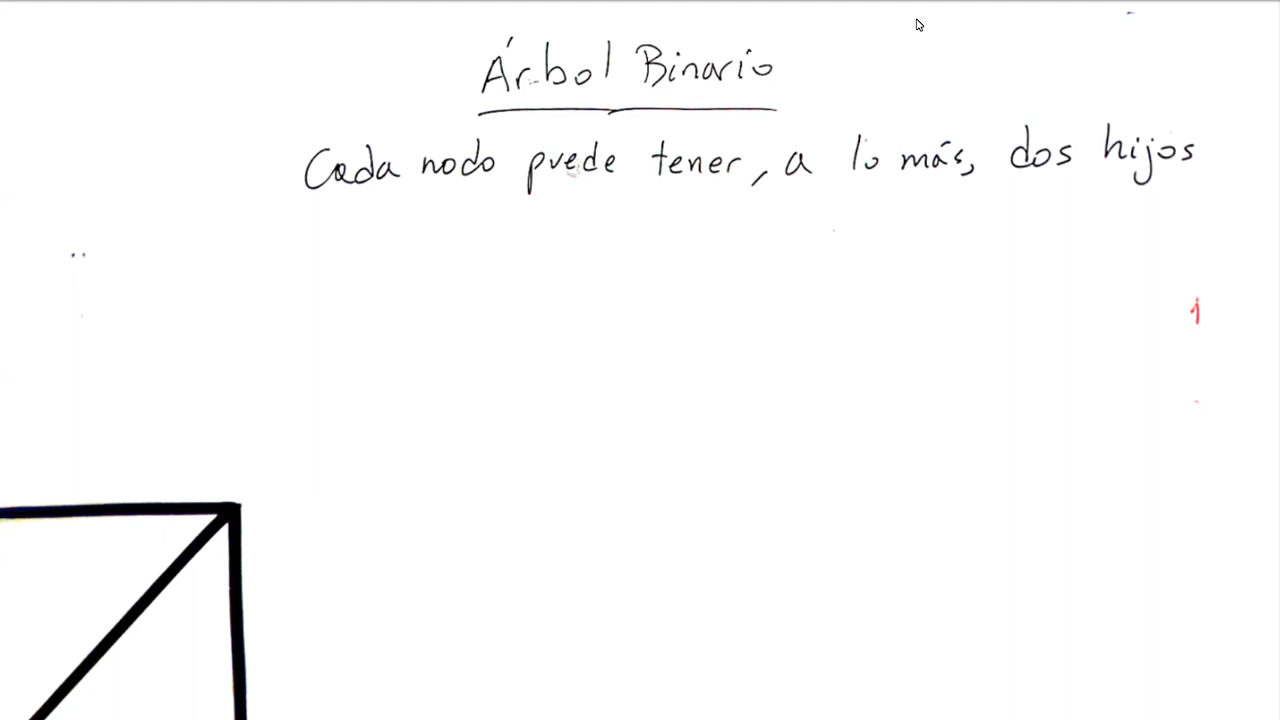 Árbol Binario
Cada nodo puede tener, a lo más, dos hijos